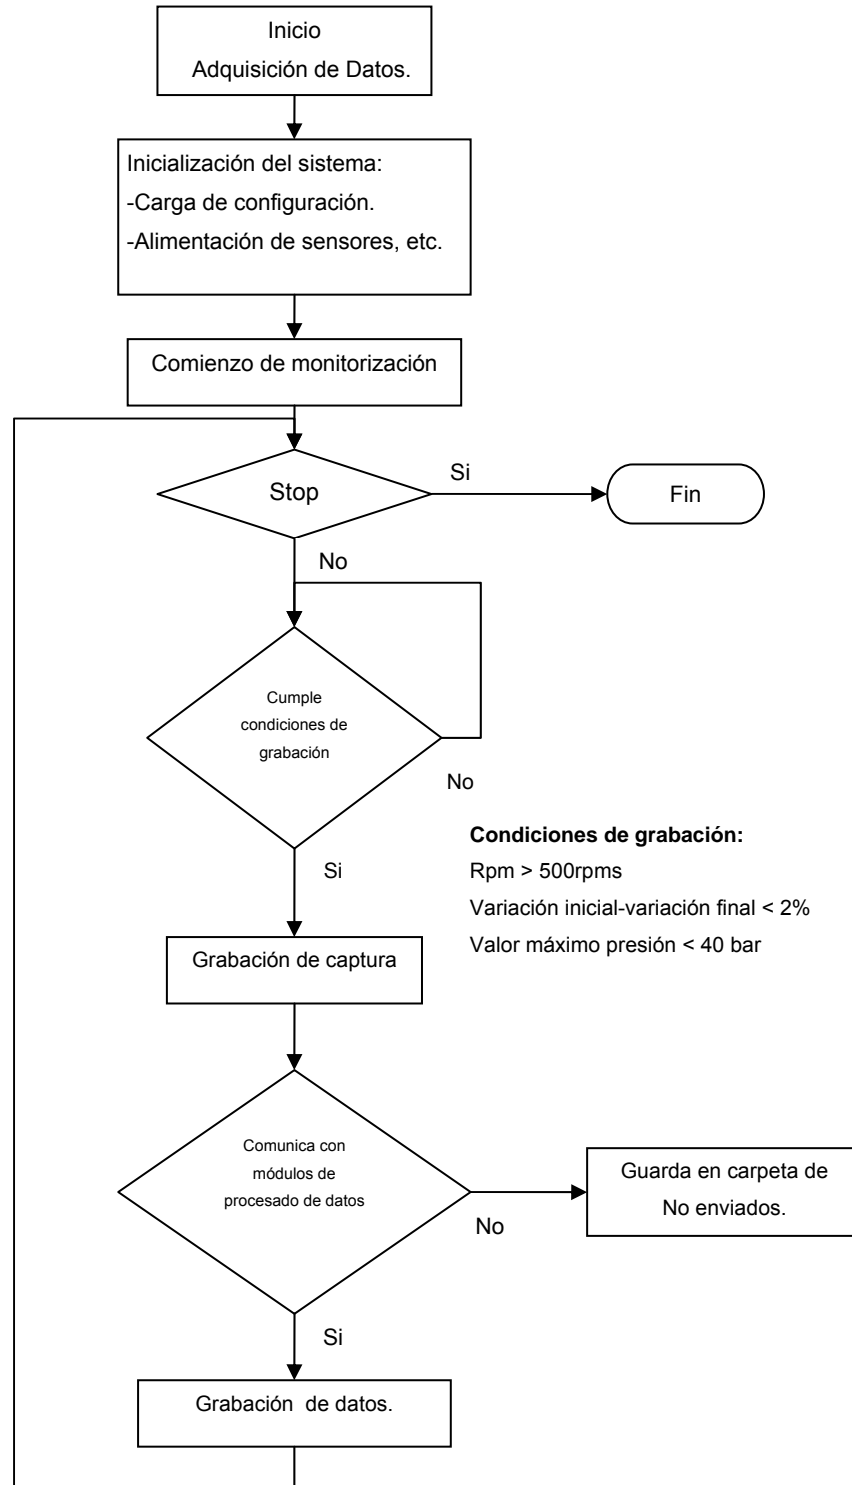 Inicio
Adquisición de Datos.
Inicialización del sistema:
-Carga de configuración.
-Alimentación de sensores, etc.
Comienzo de monitorización
Stop
Si
Fin
No
Cumple
condiciones de
grabación
No
Si
Condiciones de grabación:
Rpm > 500rpms
Variación inicial-variación final < 2%
Valor máximo presión < 40 bar
Grabación de captura
Comunica con
módulos de
procesado de datos
No
Guarda en carpeta de
No enviados.
Si
Grabación  de datos.